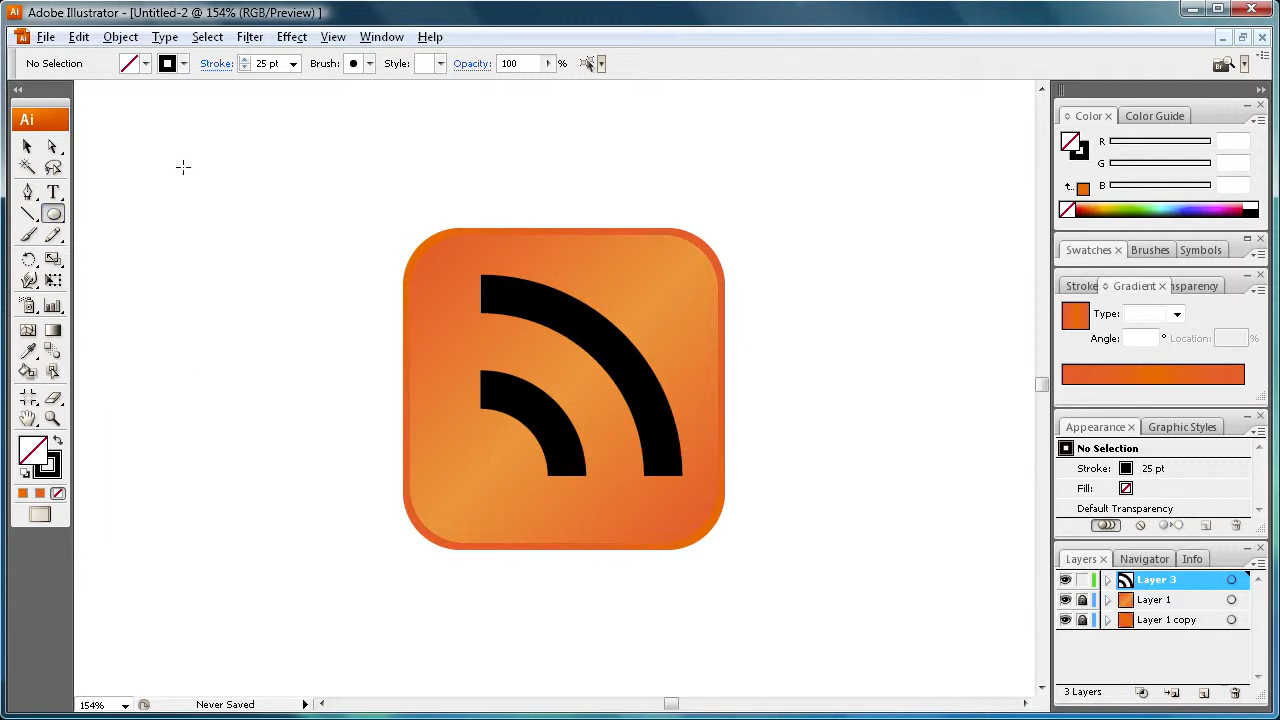 Adobe Illustrator - [Untitled-2 @ 154% (RGB/Preview) ]
Ai File Edit Object Type Select Filter Effect View Window Help
No Selection Stroke: 25 pt Brush: Style: Opacity: 100 %
Ai
Color Color Guide
R
G
B
Swatches Brushes Symbols
Stroke Gradient nsparency
Type:
Angle: ° Location: %
Appearance Graphic Styles
No Selection
Stroke: 25 pt
Fill:
Default Transparency
Layers Navigator Info
Layer 3
Layer 1
Layer 1 copy
3 Layers
154% Never Saved